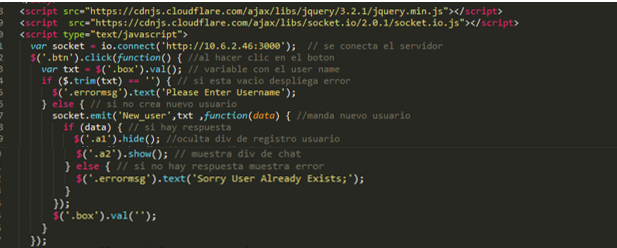 <script src="https://cdnjs.cloudflare.com/ajax/libs/jquery/3.2.1/jquery.min.js"></script>
<script  src="https://cdnjs.cloudflare.com/ajax/libs/socket.io/2.0.1/socket.io.js"></script>
<script type="text/javascript">
var socket = io.connect('http://10.6.2.46:3000');  // se conecta el servidor
$('.btn').click(function() { //al hacer clic en el boton
var txt = $('.box').val(); // variable con el user name
if ($.trim(txt) == '') { // si esta vacio despliega error
$('.errormsg').text('Please Enter Username');
} else { // si no crea nuevo usuario
socket.emit('New_user',txt ,function(data) { //manda nuevo usuario
if (data) { // si hay respuesta
$('.a1').hide(); //oculta div de registro usuario
$('.a2').show(); // muestra div de chat
} else { // si no hay respuesta muestra error
$('.errormsg').text('Sorry User Already Exists;');
}
});
$('.box').val('');
}
});